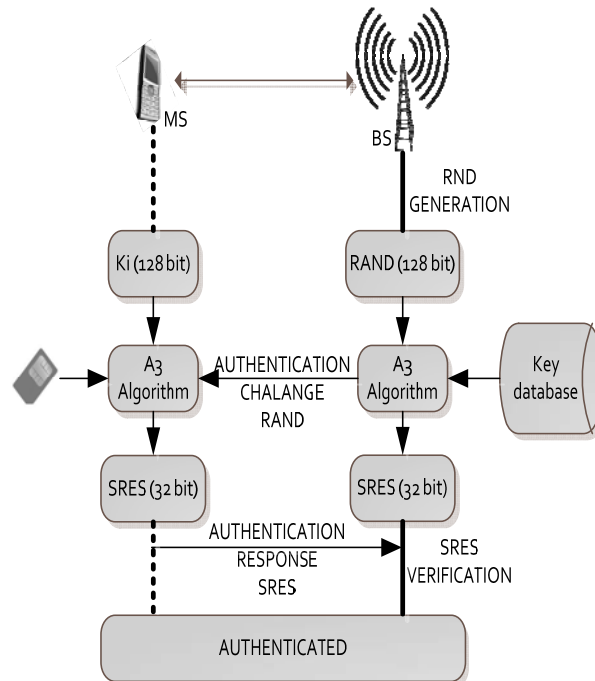 MS
BS
RND
GENERATION
Ki (128 bit)
RAND (128 bit)
A3
Algorithm
AUTHENTICATION
CHALANGE
RAND
A3
Algorithm
Key
database
SRES (32 bit)
SRES (32 bit)
AUTHENTICATION
RESPONSE
SRES
SRES
VERIFICATION
AUTHENTICATED